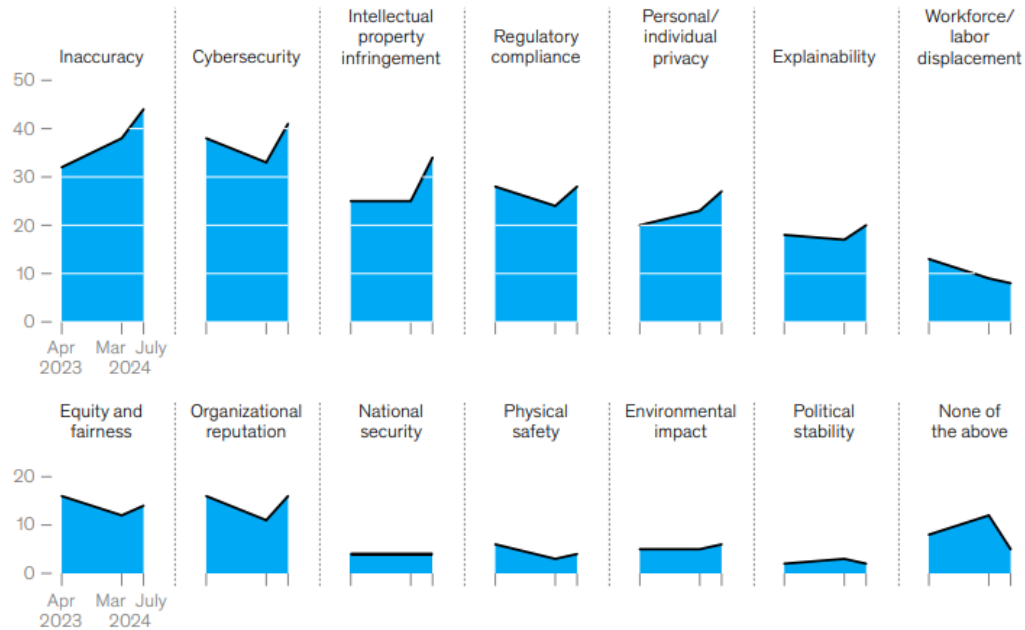 Inaccuracy
Cybersecurity
Intellectual
property
infringement
Regulatory
compliance
Personal/
individual
privacy
Explainability
Workforce/
labor
displacement
50
40
30
20
10
0
Apr
2023
Mar July
2024
Equity and
fairness
Organizational
reputation
National
security
Physical
safety
Environmental
impact
Political
stability
None of
the above
20
10
0
Apr
2023
Mar July
2024